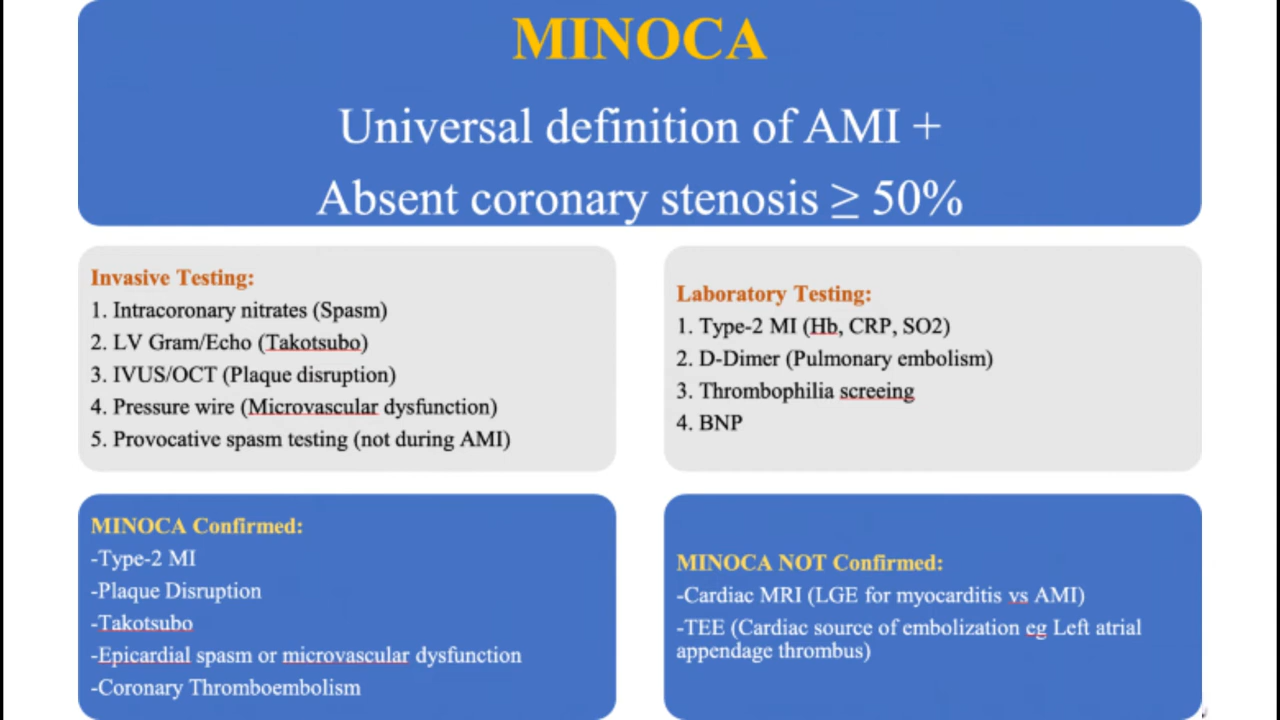 MINOCA
Universal definition of AMI +
Absent coronary stenosis ≥ 50%
Invasive Testing:
1. Intracoronary nitrates (Spasm)
2. LV Gram/Echo (Takotsubo)
3. IVUS/OCT (Plaque disruption)
4. Pressure wire (Microvascular dysfunction)
5. Provocative spasm testing (not during AMI)
Laboratory Testing:
1. Type-2 MI (Hb, CRP, SO2)
2. D-Dimer (Pulmonary embolism)
3. Thrombophilia screeing
4. BNP
MINOCA Confirmed:
-Type-2 MI
-Plaque Disruption
-Takotsubo
-Epicardial spasm or microvascular dysfunction
-Coronary Thromboembolism
MINOCA NOT Confirmed:
-Cardiac MRI (LGE for myocarditis vs AMI)
-TEE (Cardiac source of embolization eg Left atrial
appendage thrombus)